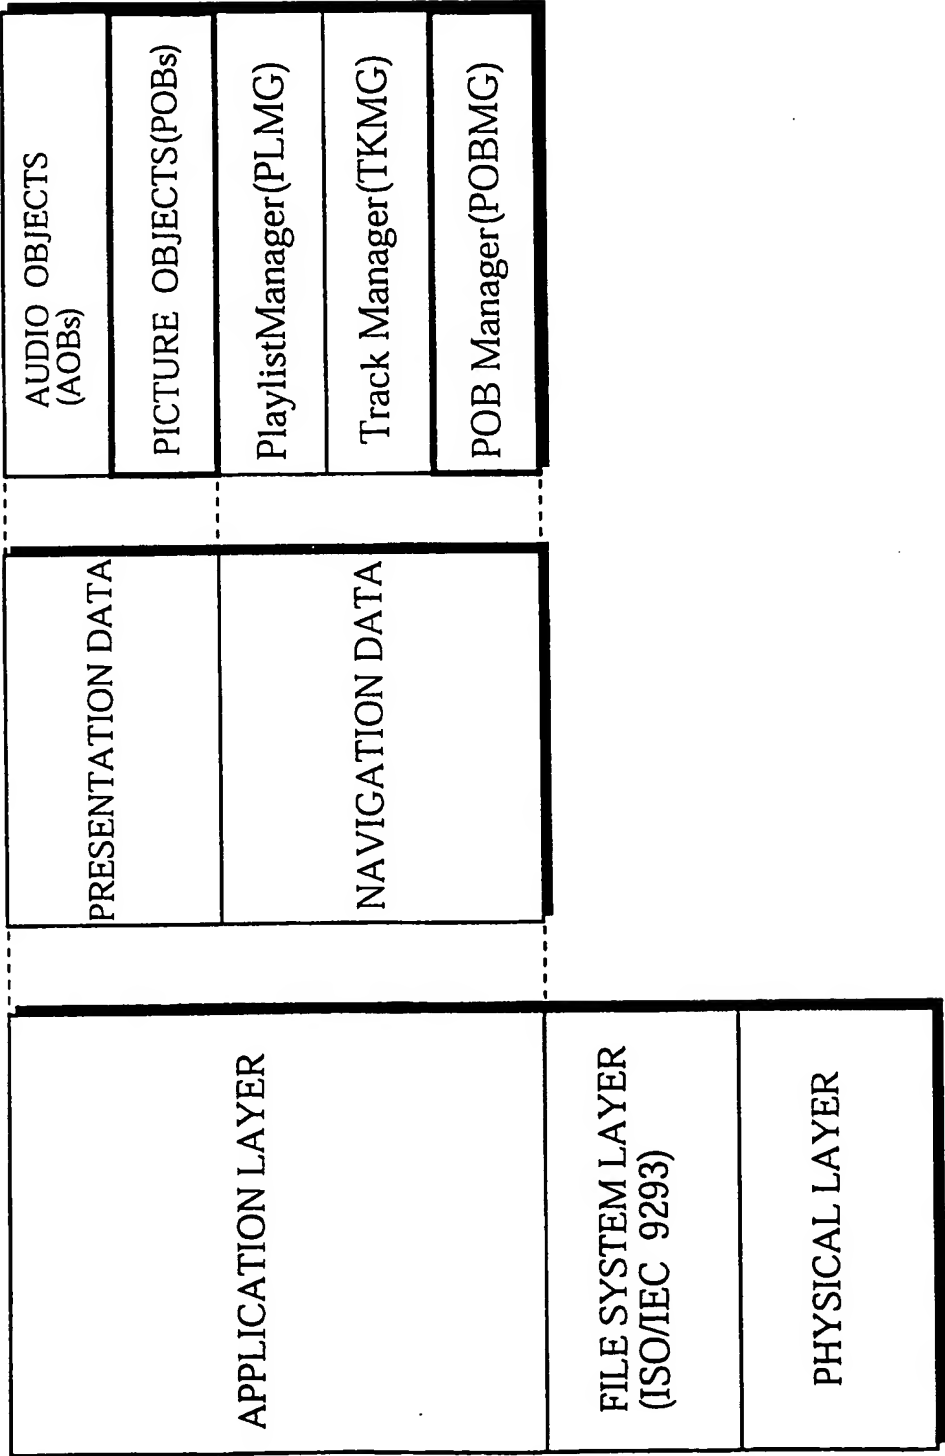 APPLICATION LAYER
FILE SYSTEM LAYER
(ISO/IEC 9293)
PHYSICAL LAYER
PRESENTATION DATA
NAVIGATION DATA
AUDIO OBJECTS
(AOBs)
PICTURE OBJECTS(POBs)
PlaylistManager(PLMG)
Track Manager(TKMG)
POB Manager(POBMG)